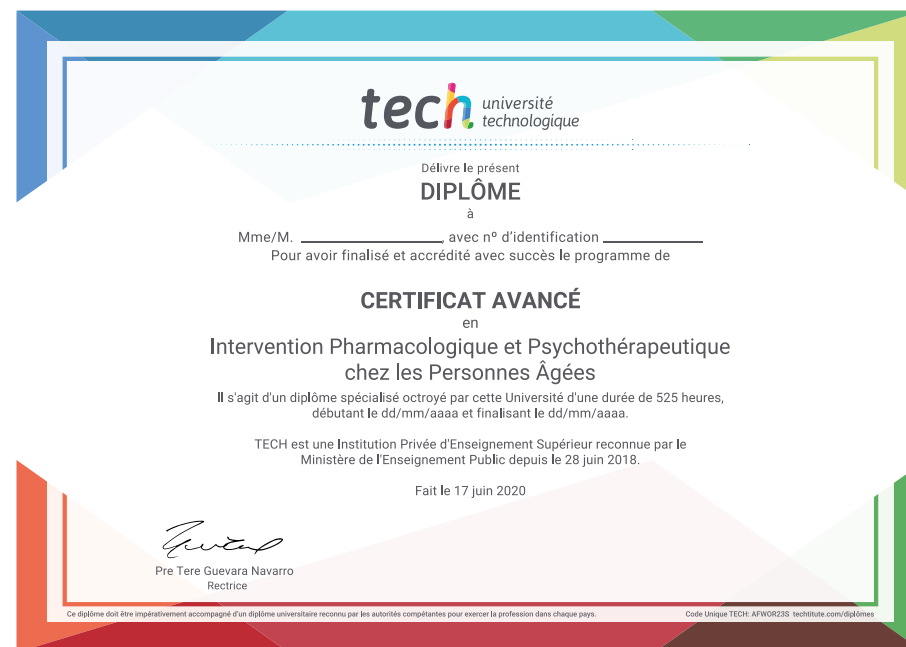 tech université
technologique
Délivre le présent
DIPLÔME
à
Mme/M. ____________________, avec nº d'identification ______________
Pour avoir finalisé et accrédité avec succès le programme de
CERTIFICAT AVANCÉ
en
Intervention Pharmacologique et Psychothérapeutique
chez les Personnes Âgées
Il s'agit d'un diplôme spécialisé octroyé par cette Université d'une durée de 525 heures,
débutant le dd/mm/aaaa et finalisant le dd/mm/aaaa.
TECH est une Institution Privée d'Enseignement Supérieur reconnue par le
Ministère de l'Enseignement Public depuis le 28 juin 2018.
Fait le 17 juin 2020
Pre Tere Guevara Navarro
Rectrice
Ce diplôme doit être impérativement accompagné d'un diplôme universitaire reconnu par les autorités compétentes pour exercer la profession dans chaque pays.
Code Unique TECH: AFWOR23S techtitute.com/diplômes